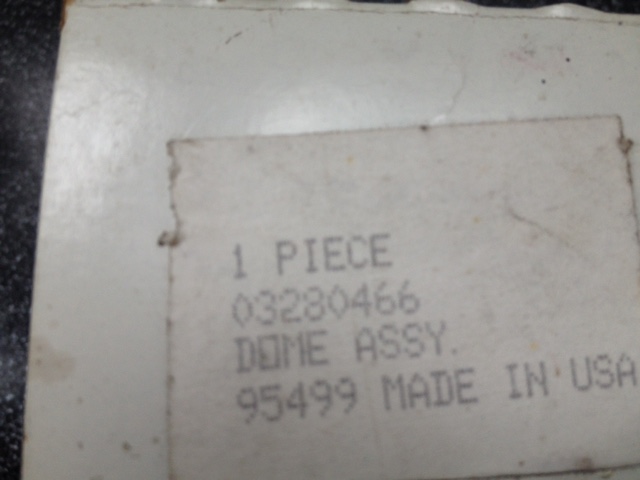 1 PIECE
03280466
DOME ASSY.
95499 MADE IN USA